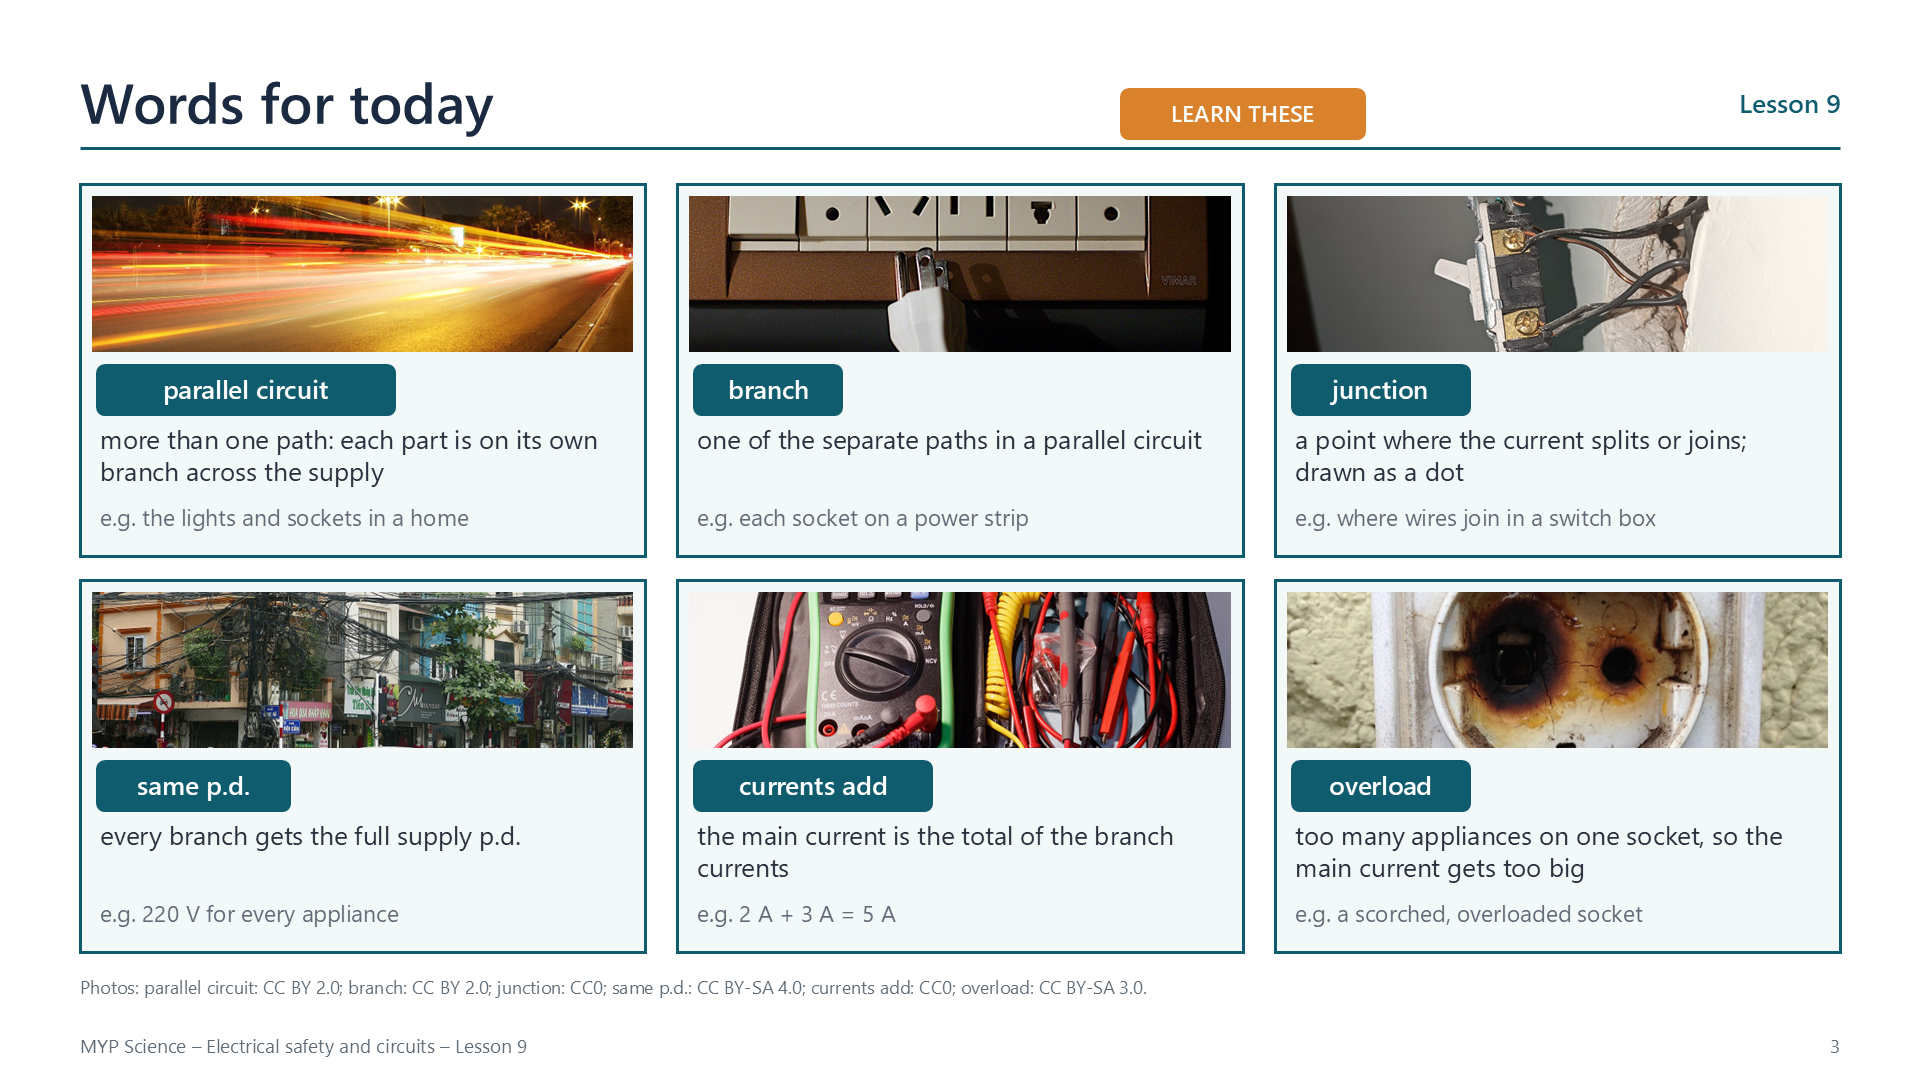 Words for today
LEARN THESE
Lesson 9
VIMAR
parallel circuit
more than one path: each part is on its own
branch across the supply
e.g. the lights and sockets in a home
branch
one of the separate paths in a parallel circuit
e.g. each socket on a power strip
junction
a point where the current splits or joins;
drawn as a dot
e.g. where wires join in a switch box
NCV
same p.d.
every branch gets the full supply p.d.
e.g. 220 V for every appliance
currents add
the main current is the total of the branch
currents
e.g. 2 A + 3 A = 5 A
overload
too many appliances on one socket, so the
main current gets too big
e.g. a scorched, overloaded socket
Photos: parallel circuit: CC BY 2.0; branch: CC BY 2.0; junction: CC0; same p.d.: CC BY-SA 4.0; currents add: CC0; overload: CC BY-SA 3.0.
MYP Science – Electrical safety and circuits – Lesson 9
3